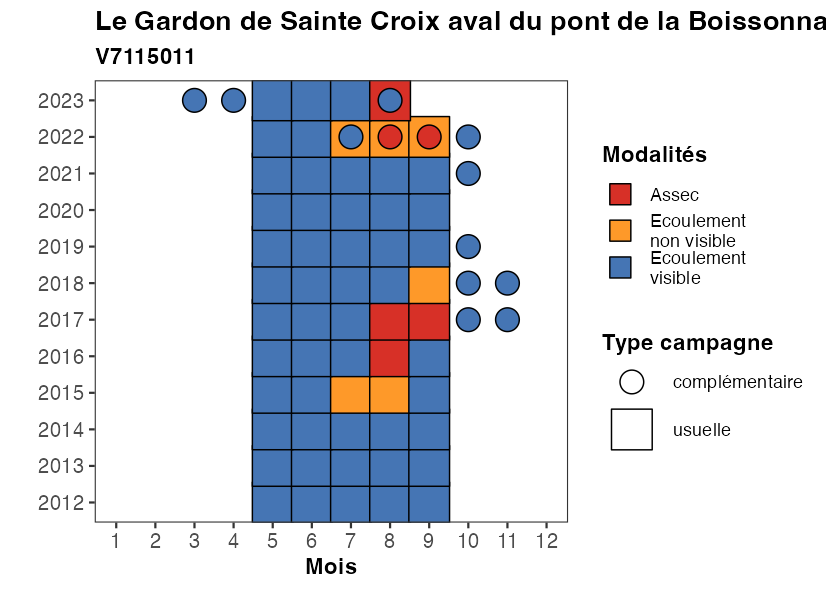 Le Gardon de Sainte Croix aval du pont de la Boissonna
V7115011
2023
2022
2021
2020
2019
2018
2017
2016
2015
2014
2013
2012
1 2 3 4 5 6 7 8 9 10 11 12
Mois
Modalités
Assec
Ecoulement
non visible
Ecoulement
visible
Type campagne
complémentaire
usuelle